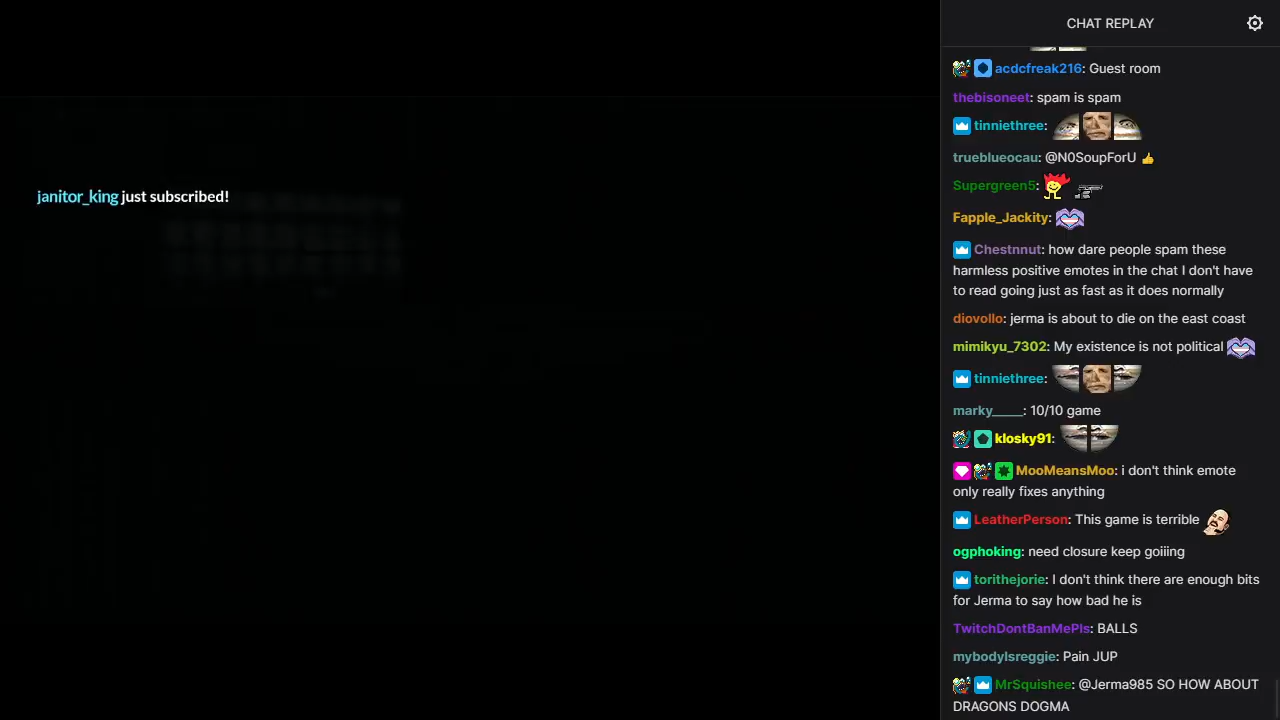 CHAT REPLAY
acdcfreak216: Guest room
thebisoneet: spam is spam
tinniethree:
trueblueocau: @N0SoupForU
janitor_king just subscribed!
Supergreen5:
Fapple_Jackity:
Chestnnut: how dare people spam these
harmless positive emotes in the chat I don't have
to read going just as fast as it does normally
diovollo: jerma is about to die on the east coast
mimikyu_7302: My existence is not political
tinniethree:
marky_____: 10/10 game
klosky91:
MooMeansMoo: i don't think emote
only really fixes anything
LeatherPerson: This game is terrible
ogphoking: need closure keep goiiing
torithejorie: I don't think there are enough bits
for Jerma to say how bad he is
TwitchDontBanMePls: BALLS
mybodyIsreggie: Pain JUP
MrSquishee: @Jerma985 SO HOW ABOUT
DRAGONS DOGMA